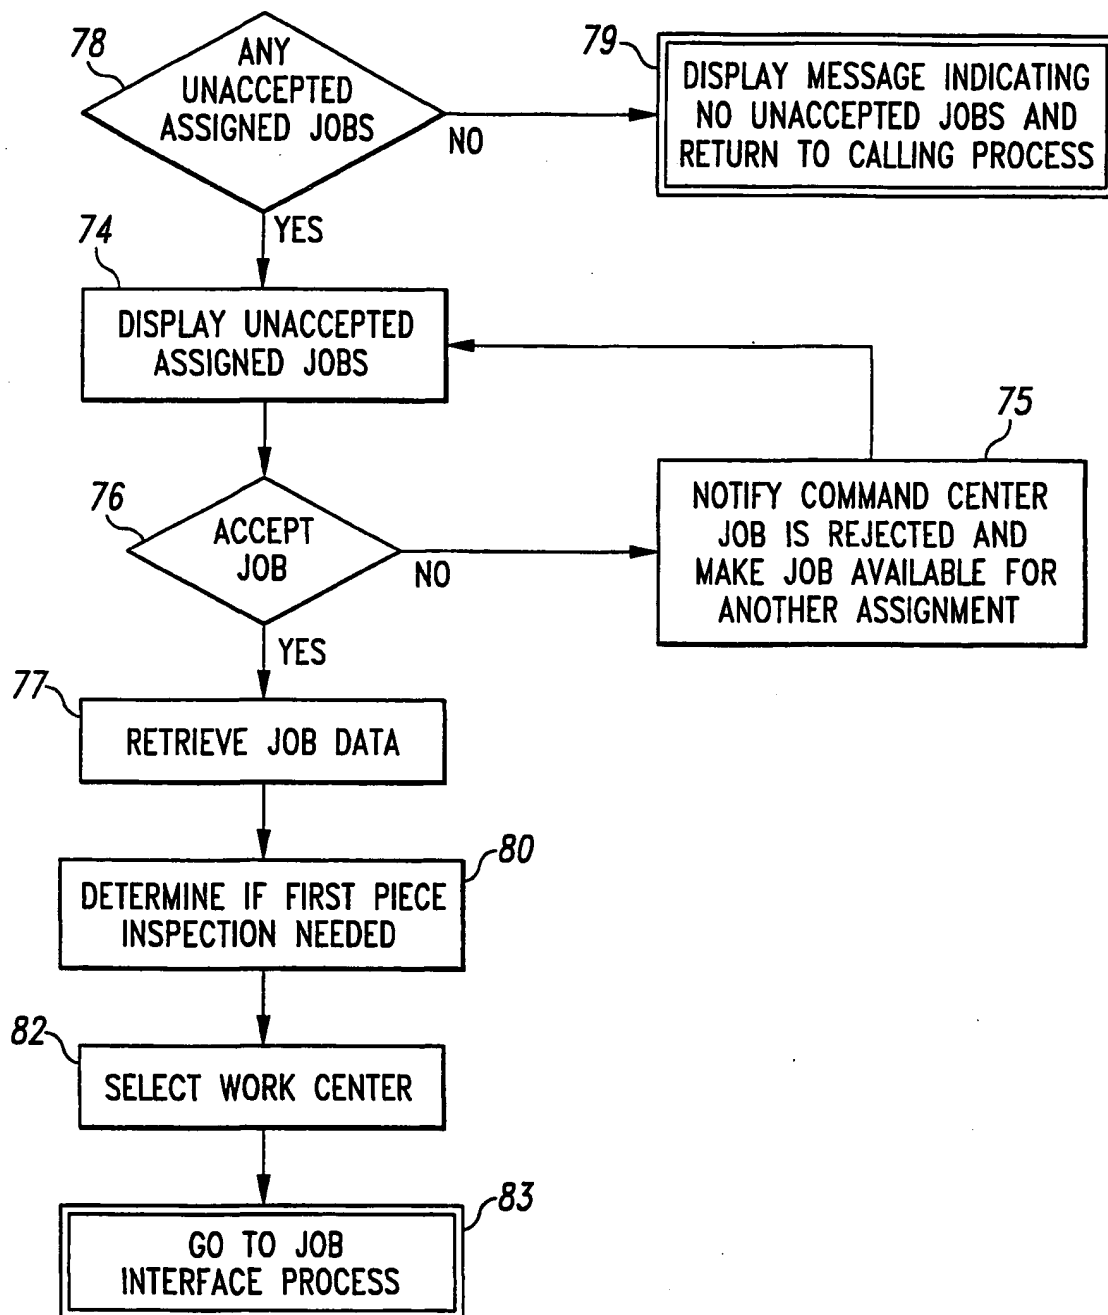 78
ANY
UNACCEPTED
ASSIGNED JOBS
NO
YES
79
DISPLAY MESSAGE INDICATING
NO UNACCEPTED JOBS AND
RETURN TO CALLING PROCESS
74
DISPLAY UNACCEPTED
ASSIGNED JOBS
76
ACCEPT
JOB
NO
YES
75
NOTIFY COMMAND CENTER
JOB IS REJECTED AND
MAKE JOB AVAILABLE FOR
ANOTHER ASSIGNMENT
77
RETRIEVE JOB DATA
80
DETERMINE IF FIRST PIECE
INSPECTION NEEDED
82
SELECT WORK CENTER
83
GO TO JOB
INTERFACE PROCESS